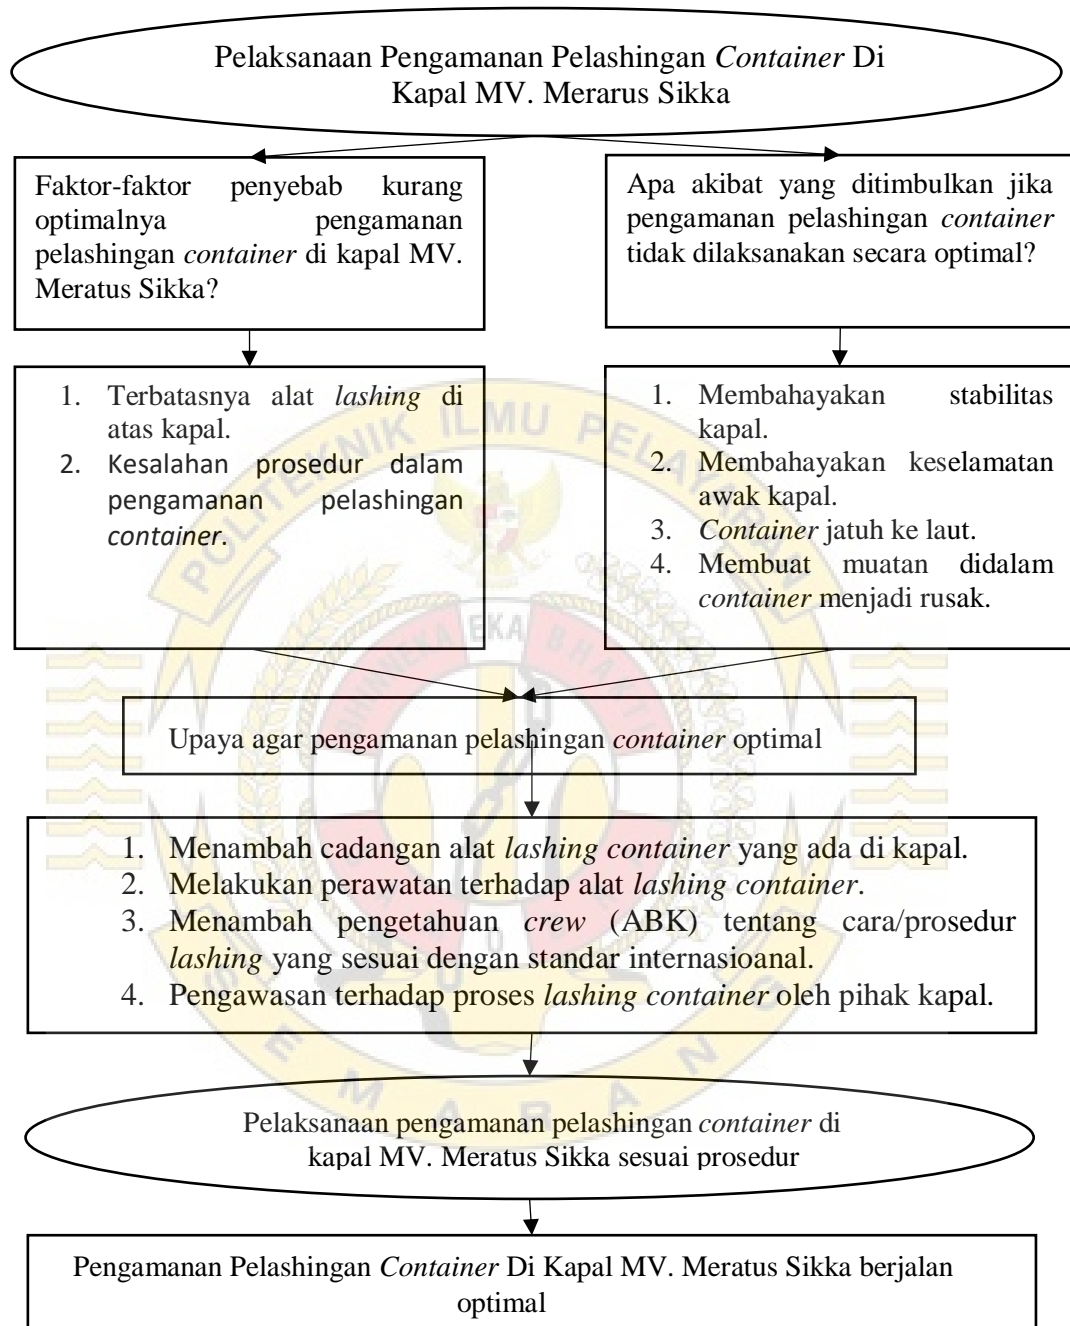 Pelaksanaan Pengamanan Pelashingan Container Di
Kapal MV. Merarus Sikka
Faktor-faktor penyebab kurang
optimalnya pengamanan
pelashingan container di kapal MV.
Meratus Sikka?
Apa akibat yang ditimbulkan jika
pengamanan pelashingan container
tidak dilaksanakan secara optimal?
1. Terbatasnya alat lashing di
atas kapal.
2. Kesalahan prosedur dalam
pengamanan pelashingan
container.
1. Membahayakan stabilitas
kapal.
2. Membahayakan keselamatan
awak kapal.
3. Container jatuh ke laut.
4. Membuat muatan didalam
container menjadi rusak.
Upaya agar pengamanan pelashingan container optimal
1. Menambah cadangan alat lashing container yang ada di kapal.
2. Melakukan perawatan terhadap alat lashing container.
3. Menambah pengetahuan crew (ABK) tentang cara/prosedur
lashing yang sesuai dengan standar internasioanal.
4. Pengawasan terhadap proses lashing container oleh pihak kapal.
Pelaksanaan pengamanan pelashingan container di
kapal MV. Meratus Sikka sesuai prosedur
Pengamanan Pelashingan Container Di Kapal MV. Meratus Sikka berjalan
optimal
POLITEKNIK ILMU PELAYARAN
BHINNEKA EKA BHAKTI
SEMARANG